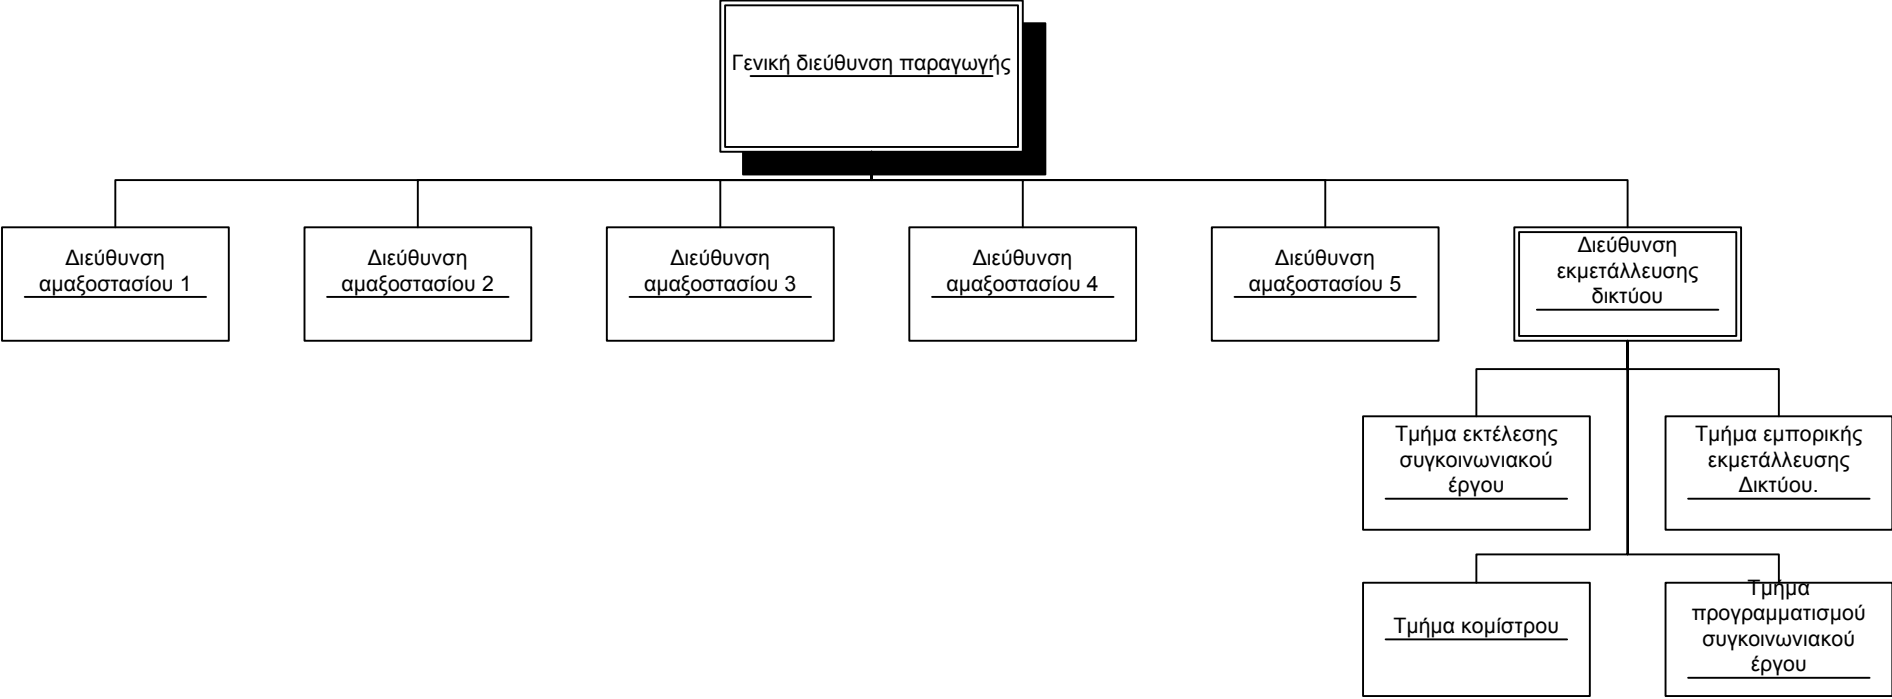 Γενική διεύθυνση παραγωγής
Διεύθυνση
αμαξοστασίου 1
Διεύθυνση
αμαξοστασίου 2
Διεύθυνση
αμαξοστασίου 3
Διεύθυνση
αμαξοστασίου 4
Διεύθυνση
αμαξοστασίου 5
Διεύθυνση
εκμετάλλευσης
δικτύου
Τμήμα εκτέλεσης
συγκοινωνιακού
έργου
Τμήμα εμπορικής
εκμετάλλευσης
Δικτύου.
Τμήμα κομίστρου
Τμήμα
προγραμματισμού
συγκοινωνιακού
έργου